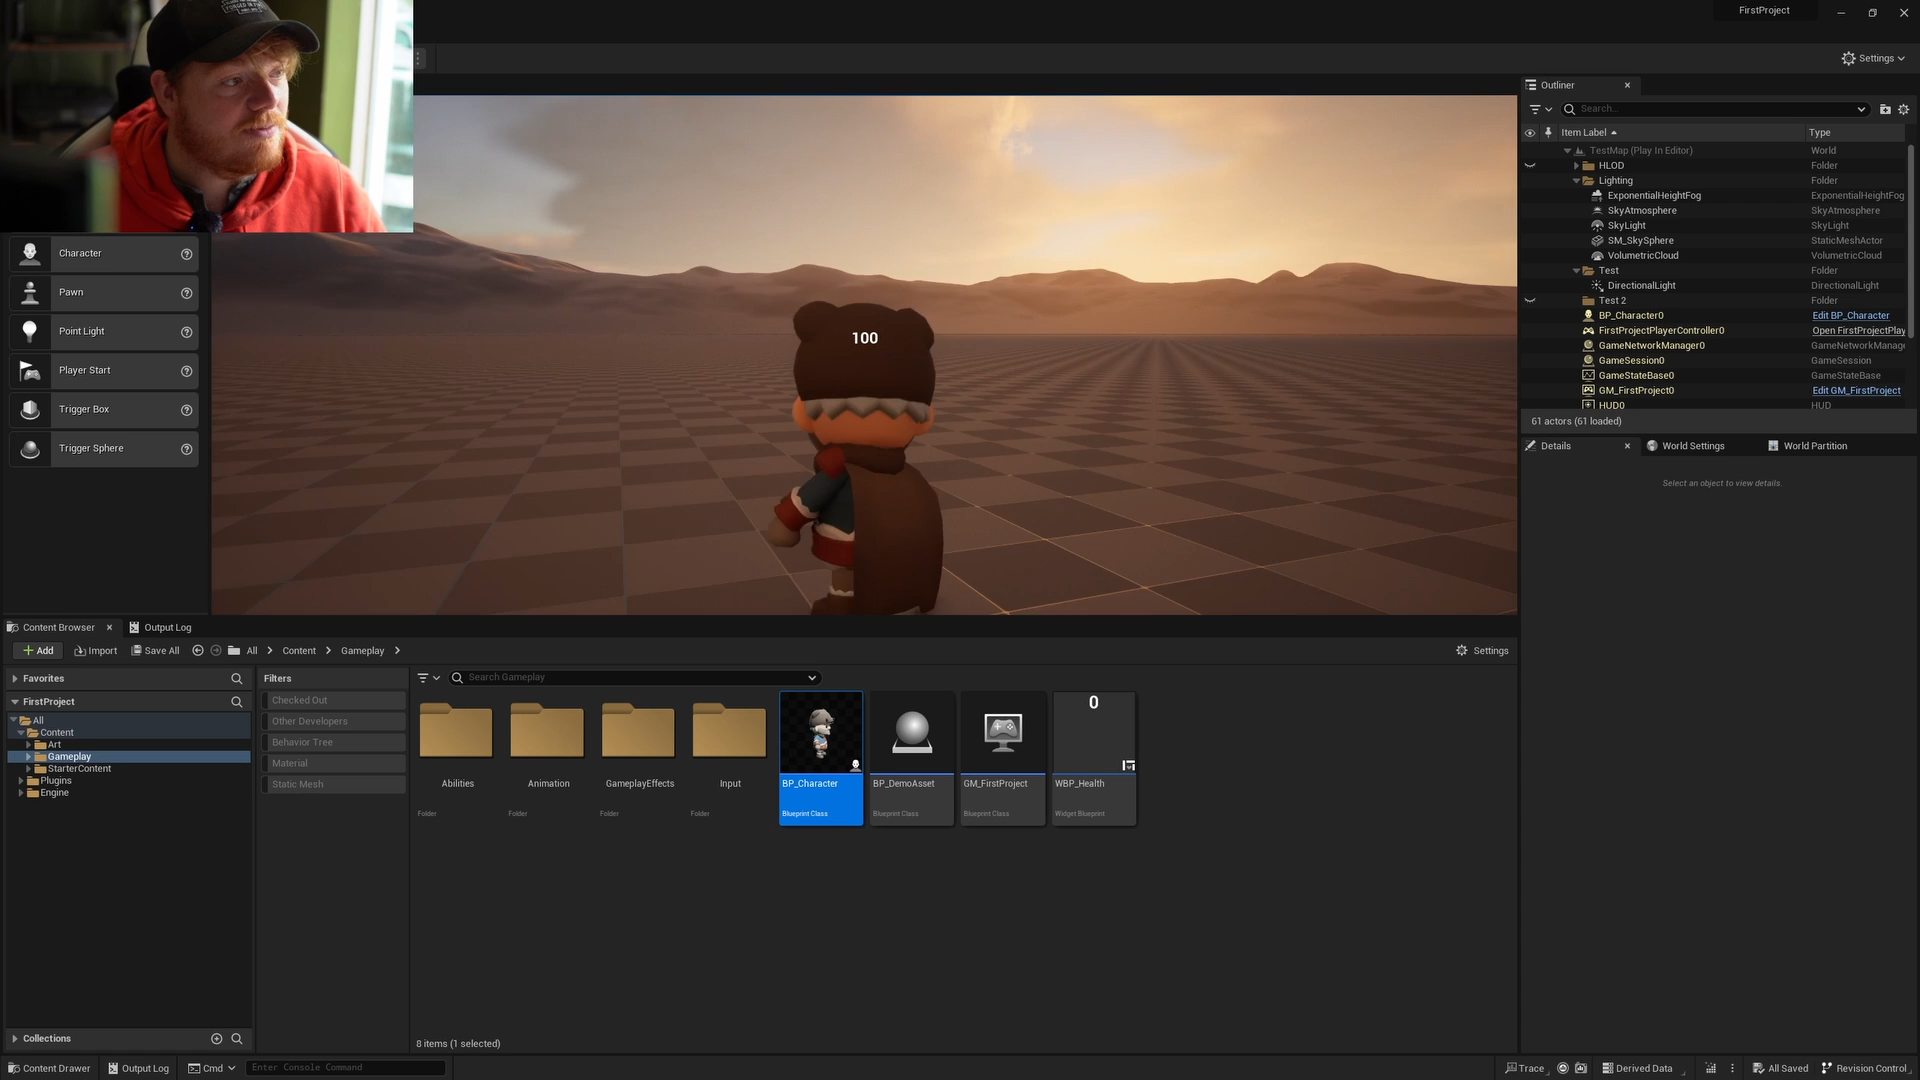 FirstProject
Settings
Outliner
Search...
Item Label
Type
TestMap (Play In Editor)
World
HLOD
Folder
Lighting
Folder
ExponentialHeightFog
ExponentialHeightFog
SkyAtmosphere
SkyAtmosphere
SkyLight
SkyLight
SM_SkySphere
StaticMeshActor
VolumetricCloud
VolumetricCloud
Test
Folder
DirectionalLight
DirectionalLight
Test 2
Folder
BP_Character0
Edit BP_Character
FirstProjectPlayerController0
Open FirstProjectPlay
GameNetworkManager0
GameNetworkManag
GameSession0
GameSession
GameStateBase0
GameStateBase
GM_FirstProject0
Edit GM_FirstProject
HUD0
HUD
61 actors (61 loaded)
Details
World Settings
World Partition
Select an object to view details.
Character
Pawn
Point Light
Player Start
Trigger Box
Trigger Sphere
100
Content Browser
Output Log
Add
Import
Save All
All
Content
Gameplay
Settings
Favorites
FirstProject
All
Content
Art
Gameplay
StarterContent
Plugins
Engine
Collections
Filters
Checked Out
Other Developers
Behavior Tree
Material
Static Mesh
Search Gameplay
Abilities
Folder
Animation
Folder
GameplayEffects
Folder
Input
Folder
BP_Character
Blueprint Class
BP_DemoAsset
Blueprint Class
GM_FirstProject
Blueprint Class
0
WBP_Health
Widget Blueprint
8 items (1 selected)
Content Drawer
Output Log
Cmd
Enter Console Command
Trace
Derived Data
All Saved
Revision Control